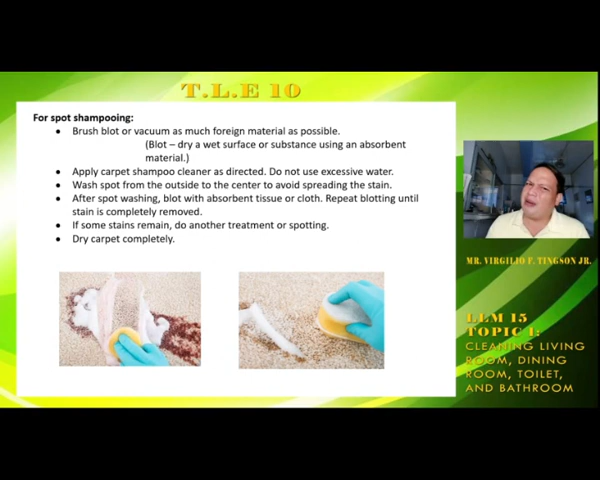 T.L.E 10
For spot shampooing:
• Brush blot or vacuum as much foreign material as possible.
(Blot – dry a wet surface or substance using an absorbent
material.)
• Apply carpet shampoo cleaner as directed. Do not use excessive water.
• Wash spot from the outside to the center to avoid spreading the stain.
• After spot washing, blot with absorbent tissue or cloth. Repeat blotting until
stain is completely removed.
• If some stains remain, do another treatment or spotting.
• Dry carpet completely.
MR. VIRGILIO F. TINGSON JR.
LLM 15
TOPIC 1:
CLEANING LIVING
ROOM, DINING
ROOM, TOILET,
AND BATHROOM